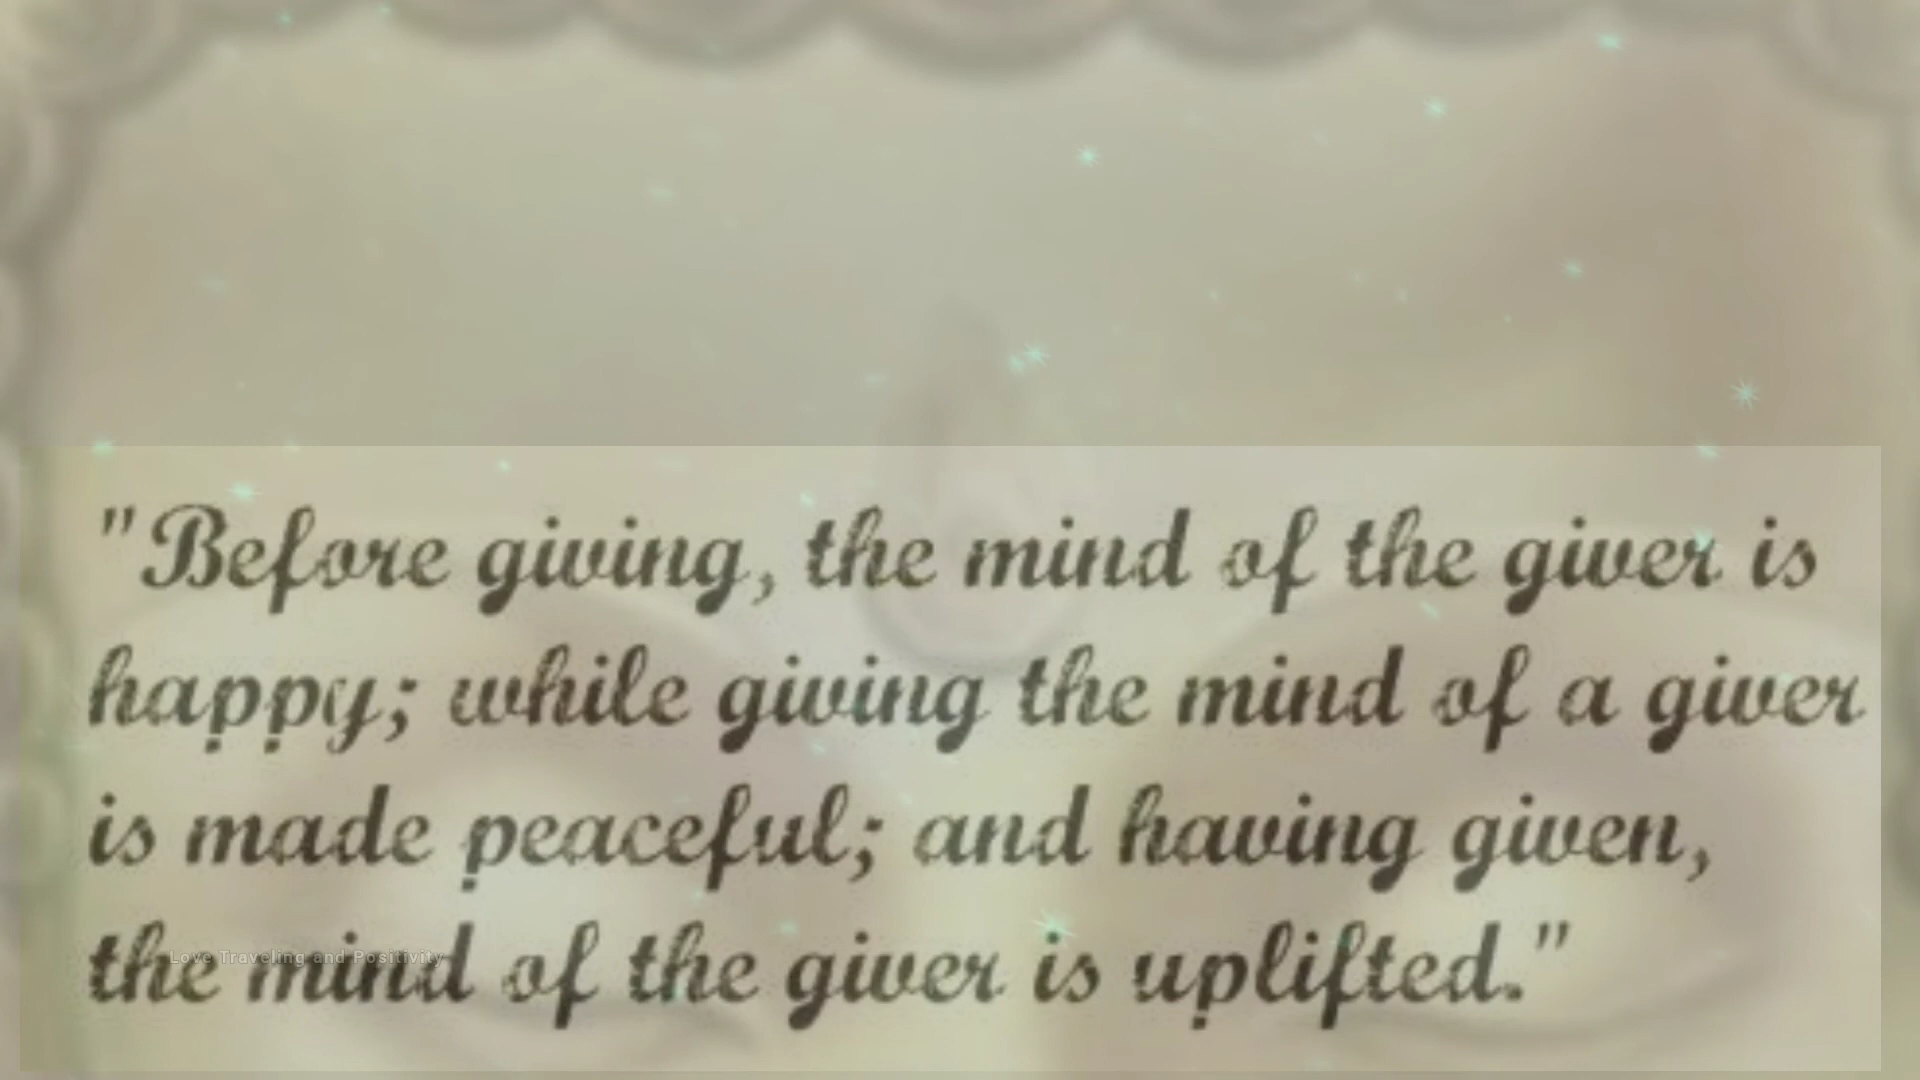 "Before giving, the mind of the giver is
happy; while giving the mind of a giver
is made peaceful; and having given,
the mind of the giver is uplifted."
Love Traveling and Positivity